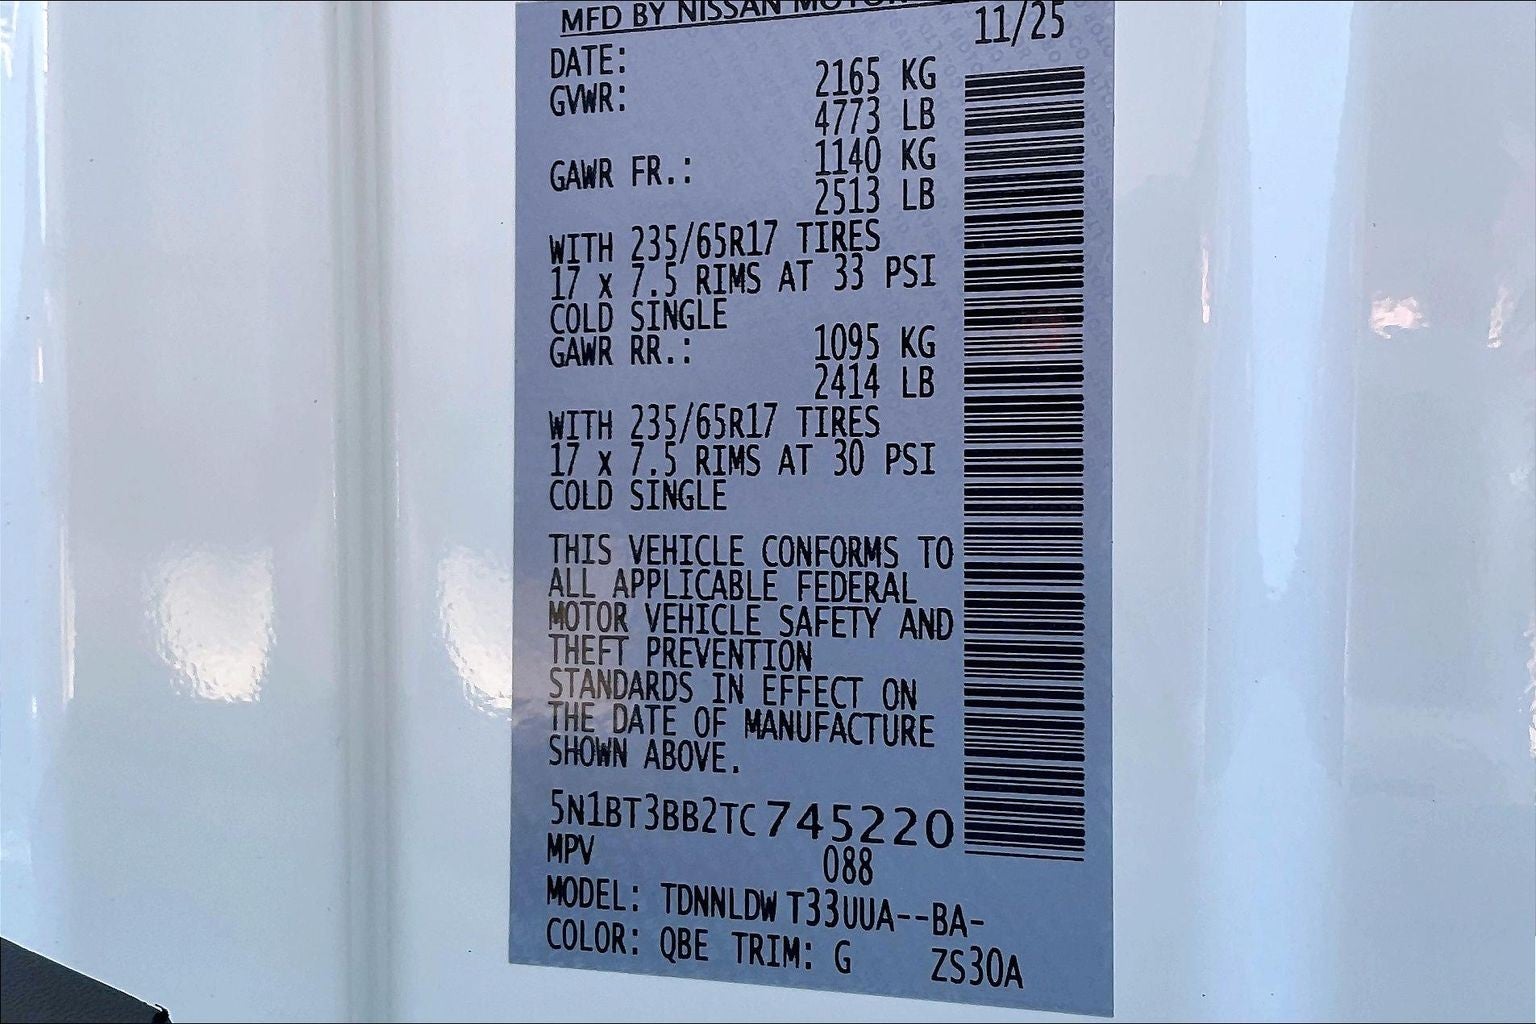 MFD BY NISSAN MOTOR
DATE: 11/25
GVWR: 2165 KG
4773 LB
GAWR FR.: 1140 KG
2513 LB
WITH 235/65R17 TIRES
17 x 7.5 RIMS AT 33 PSI
COLD SINGLE
GAWR RR.: 1095 KG
2414 LB
WITH 235/65R17 TIRES
17 x 7.5 RIMS AT 30 PSI
COLD SINGLE
THIS VEHICLE CONFORMS TO
ALL APPLICABLE FEDERAL
MOTOR VEHICLE SAFETY AND
THEFT PREVENTION
STANDARDS IN EFFECT ON
THE DATE OF MANUFACTURE
SHOWN ABOVE.
5N1BT3BB2TC745220
MPV 088
MODEL: TDNNLDW T33UUA--BA-
COLOR: QBE TRIM: G ZS30A